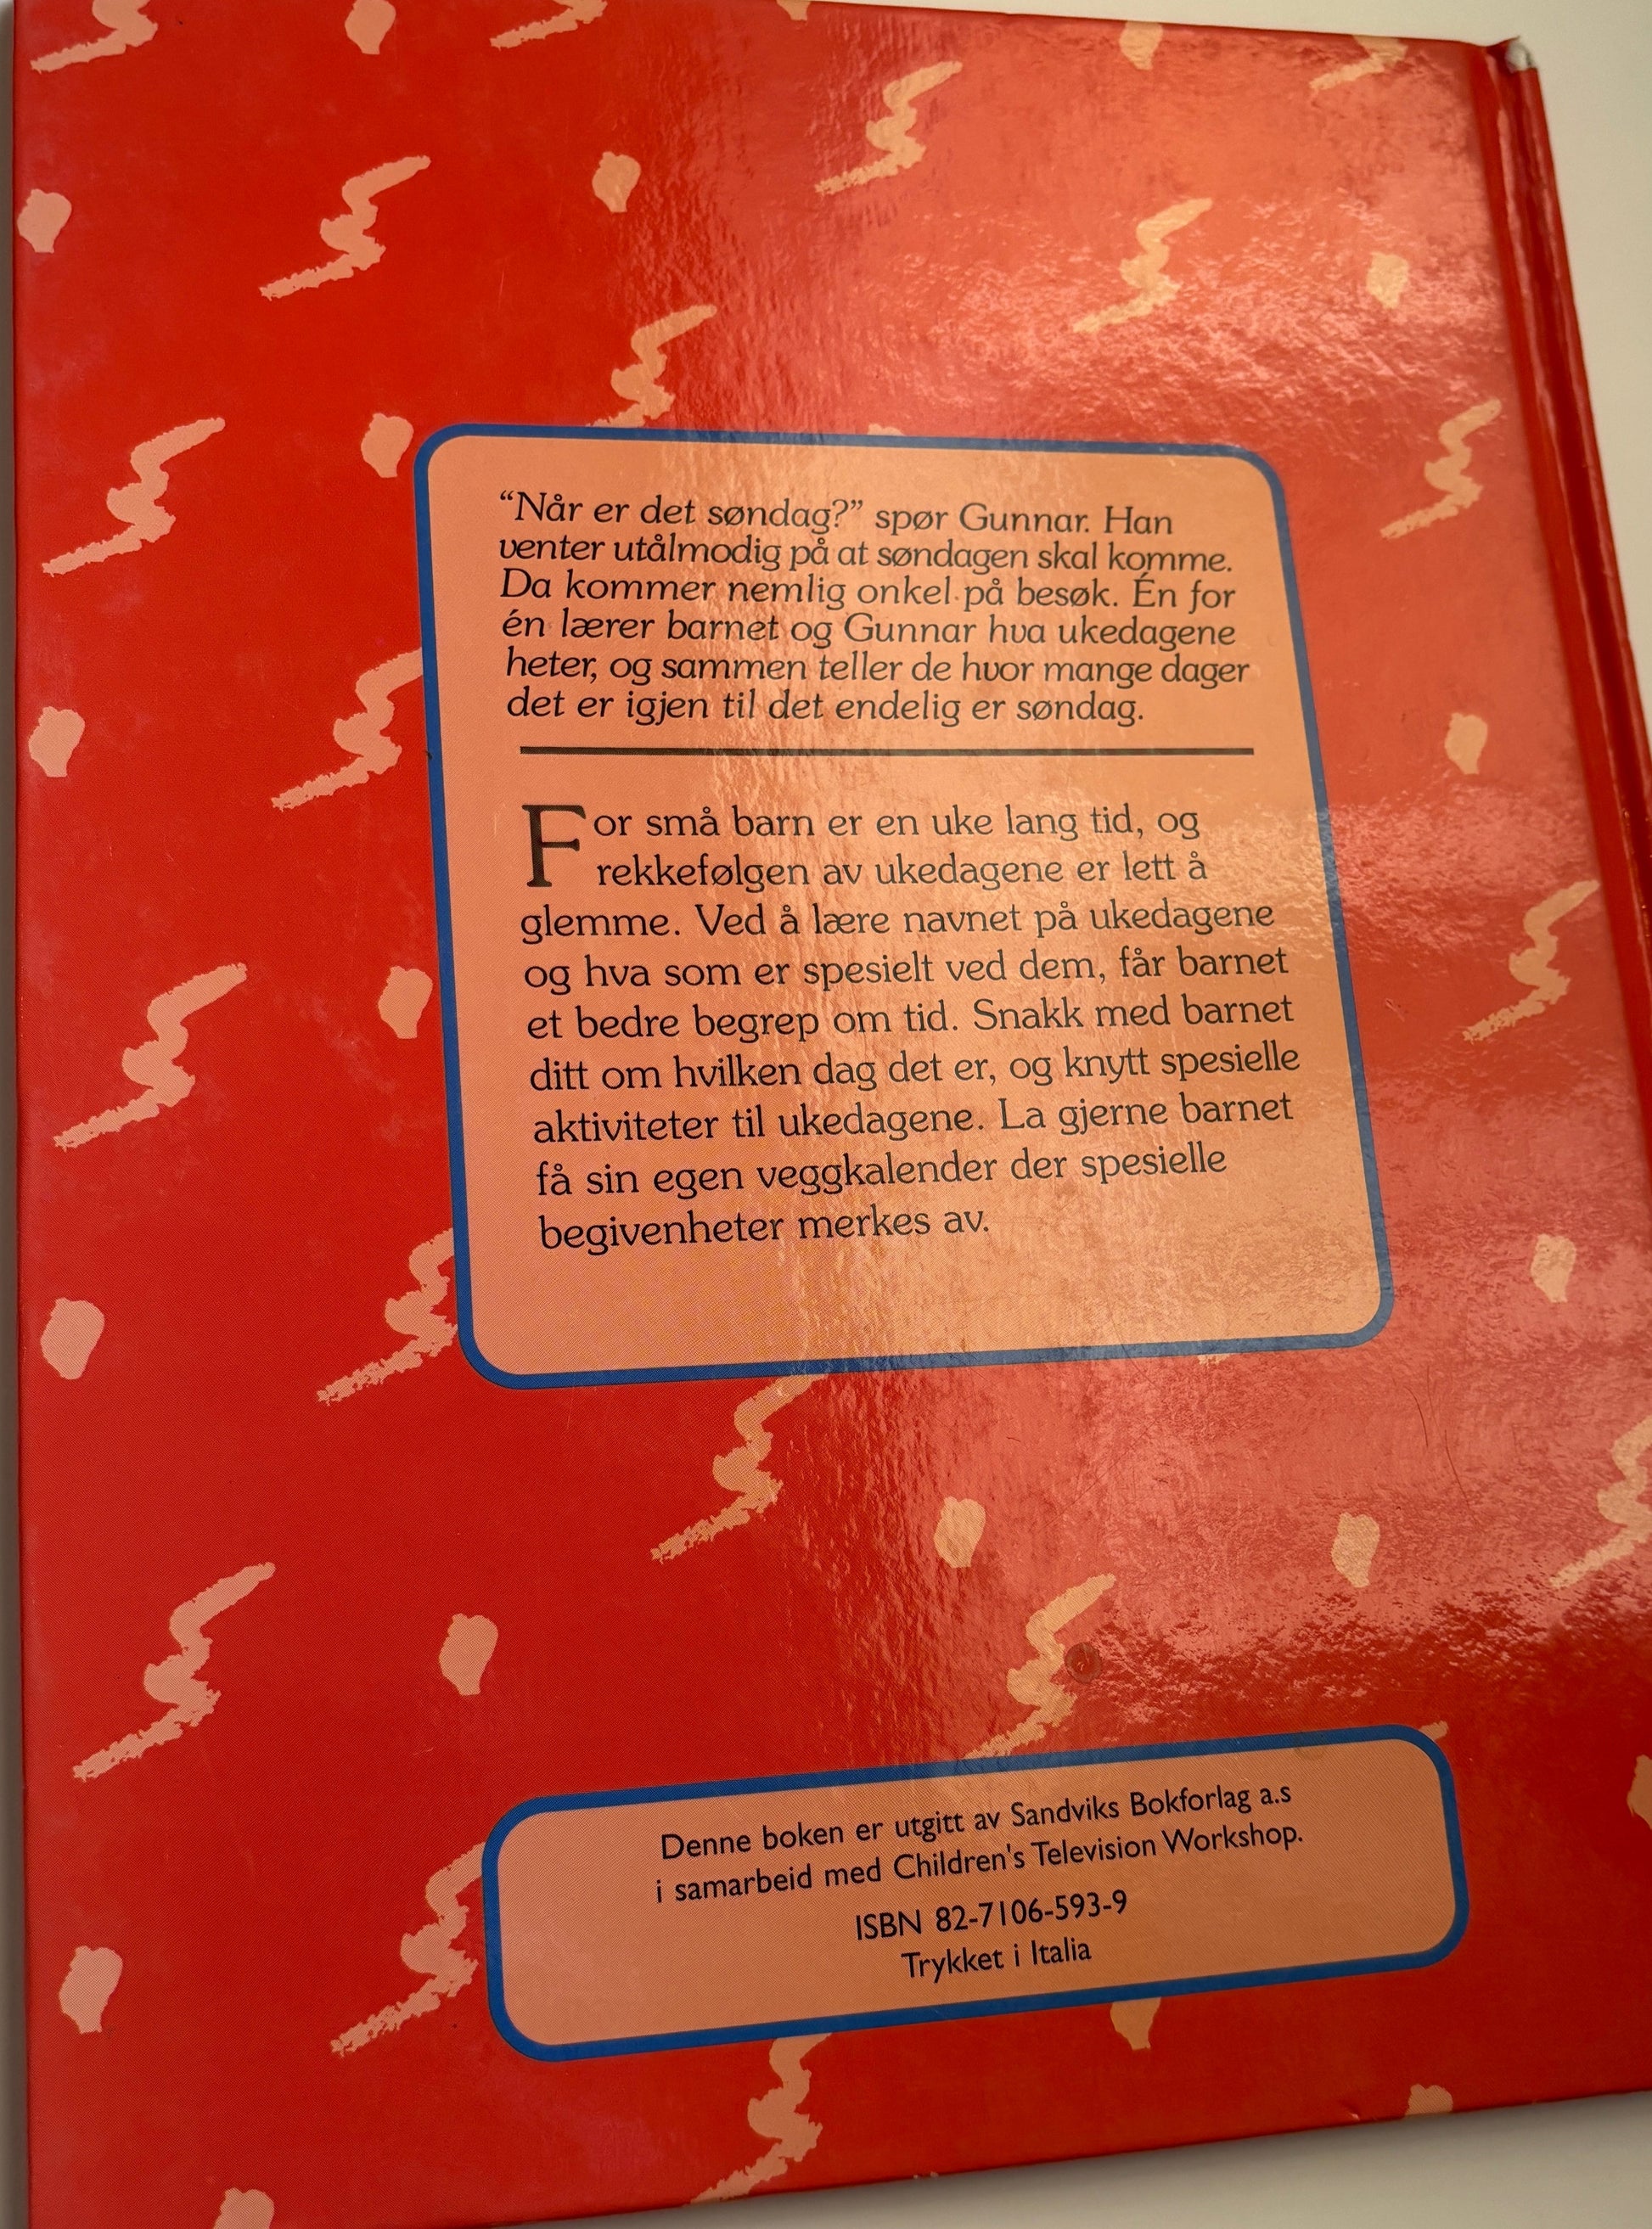 “Når er det søndag?” spør Gunnar. Han
venter utålmodig på at søndagen skal komme.
Da kommer nemlig onkel på besøk. Én for
én lærer barnet og Gunnar hva ukedagene
heter, og sammen teller de hvor mange dager
det er igjen til det endelig er søndag.
For små barn er en uke lang tid, og
rekkefølgen av ukedagene er lett å
glemme. Ved å lære navnet på ukedagene
og hva som er spesielt ved dem, får barnet
et bedre begrep om tid. Snakk med barnet
ditt om hvilken dag det er, og knytt spesielle
aktiviteter til ukedagene. La gjerne barnet
få sin egen veggkalender der spesielle
begivenheter merkes av.
Denne boken er utgitt av Sandviks Bokforlag a.s
i samarbeid med Children's Television Workshop.
ISBN 82-7106-593-9
Trykket i Italia